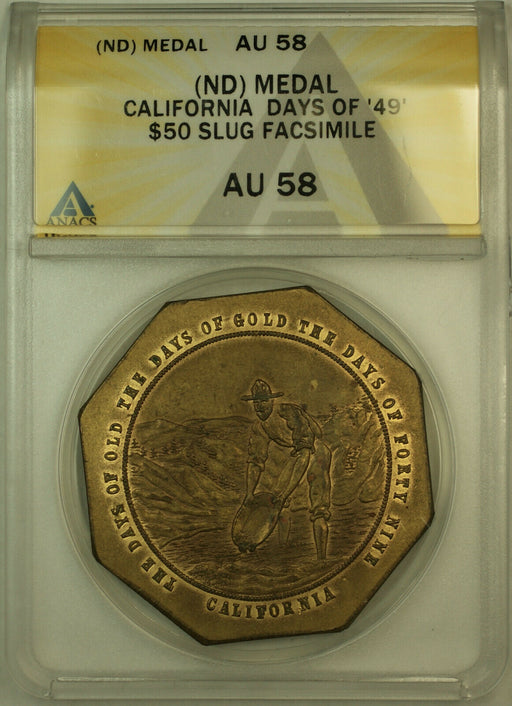 (ND) MEDAL AU 58
(ND) MEDAL
CALIFORNIA DAYS OF '49'
$50 SLUG FACSIMILE
AU 58
ANACS
THE DAYS OF OLD THE DAYS OF GOLD THE DAYS OF FORTY NINE
CALIFORNIA